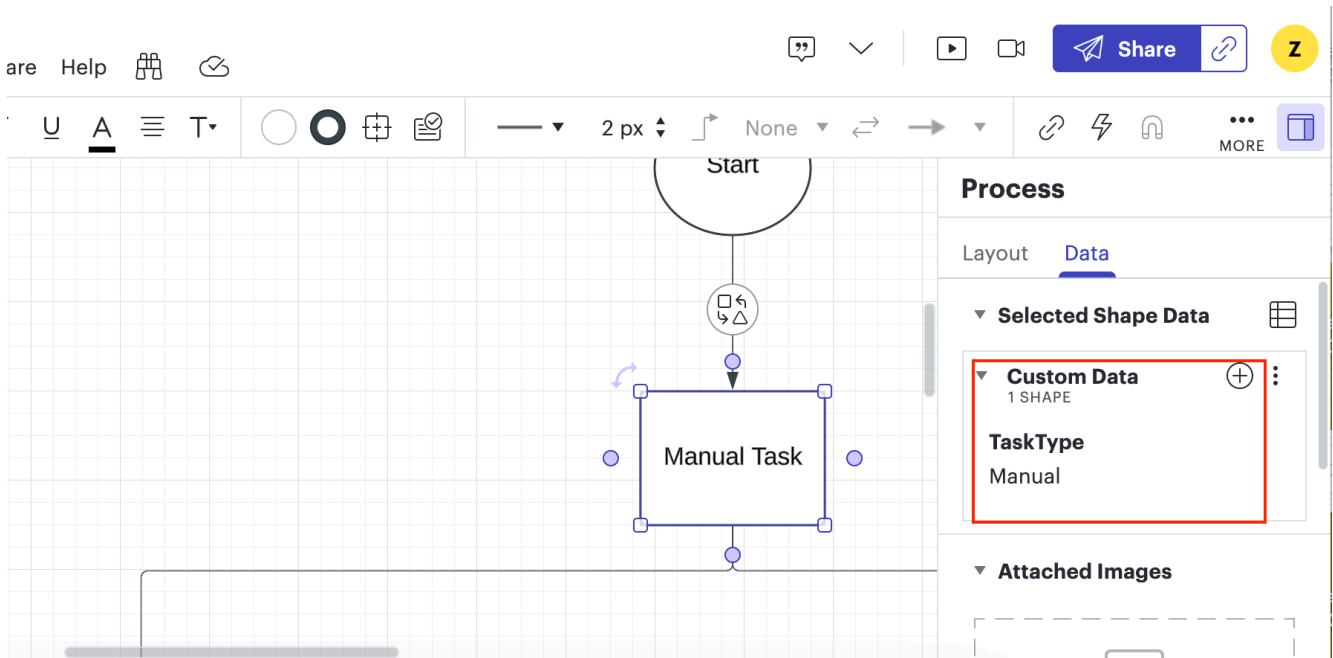 are Help
Share
Z
U A T
2 px
None
MORE
Start
Process
Layout Data
Selected Shape Data
Custom Data
1 SHAPE
TaskType
Manual
Manual Task
Attached Images